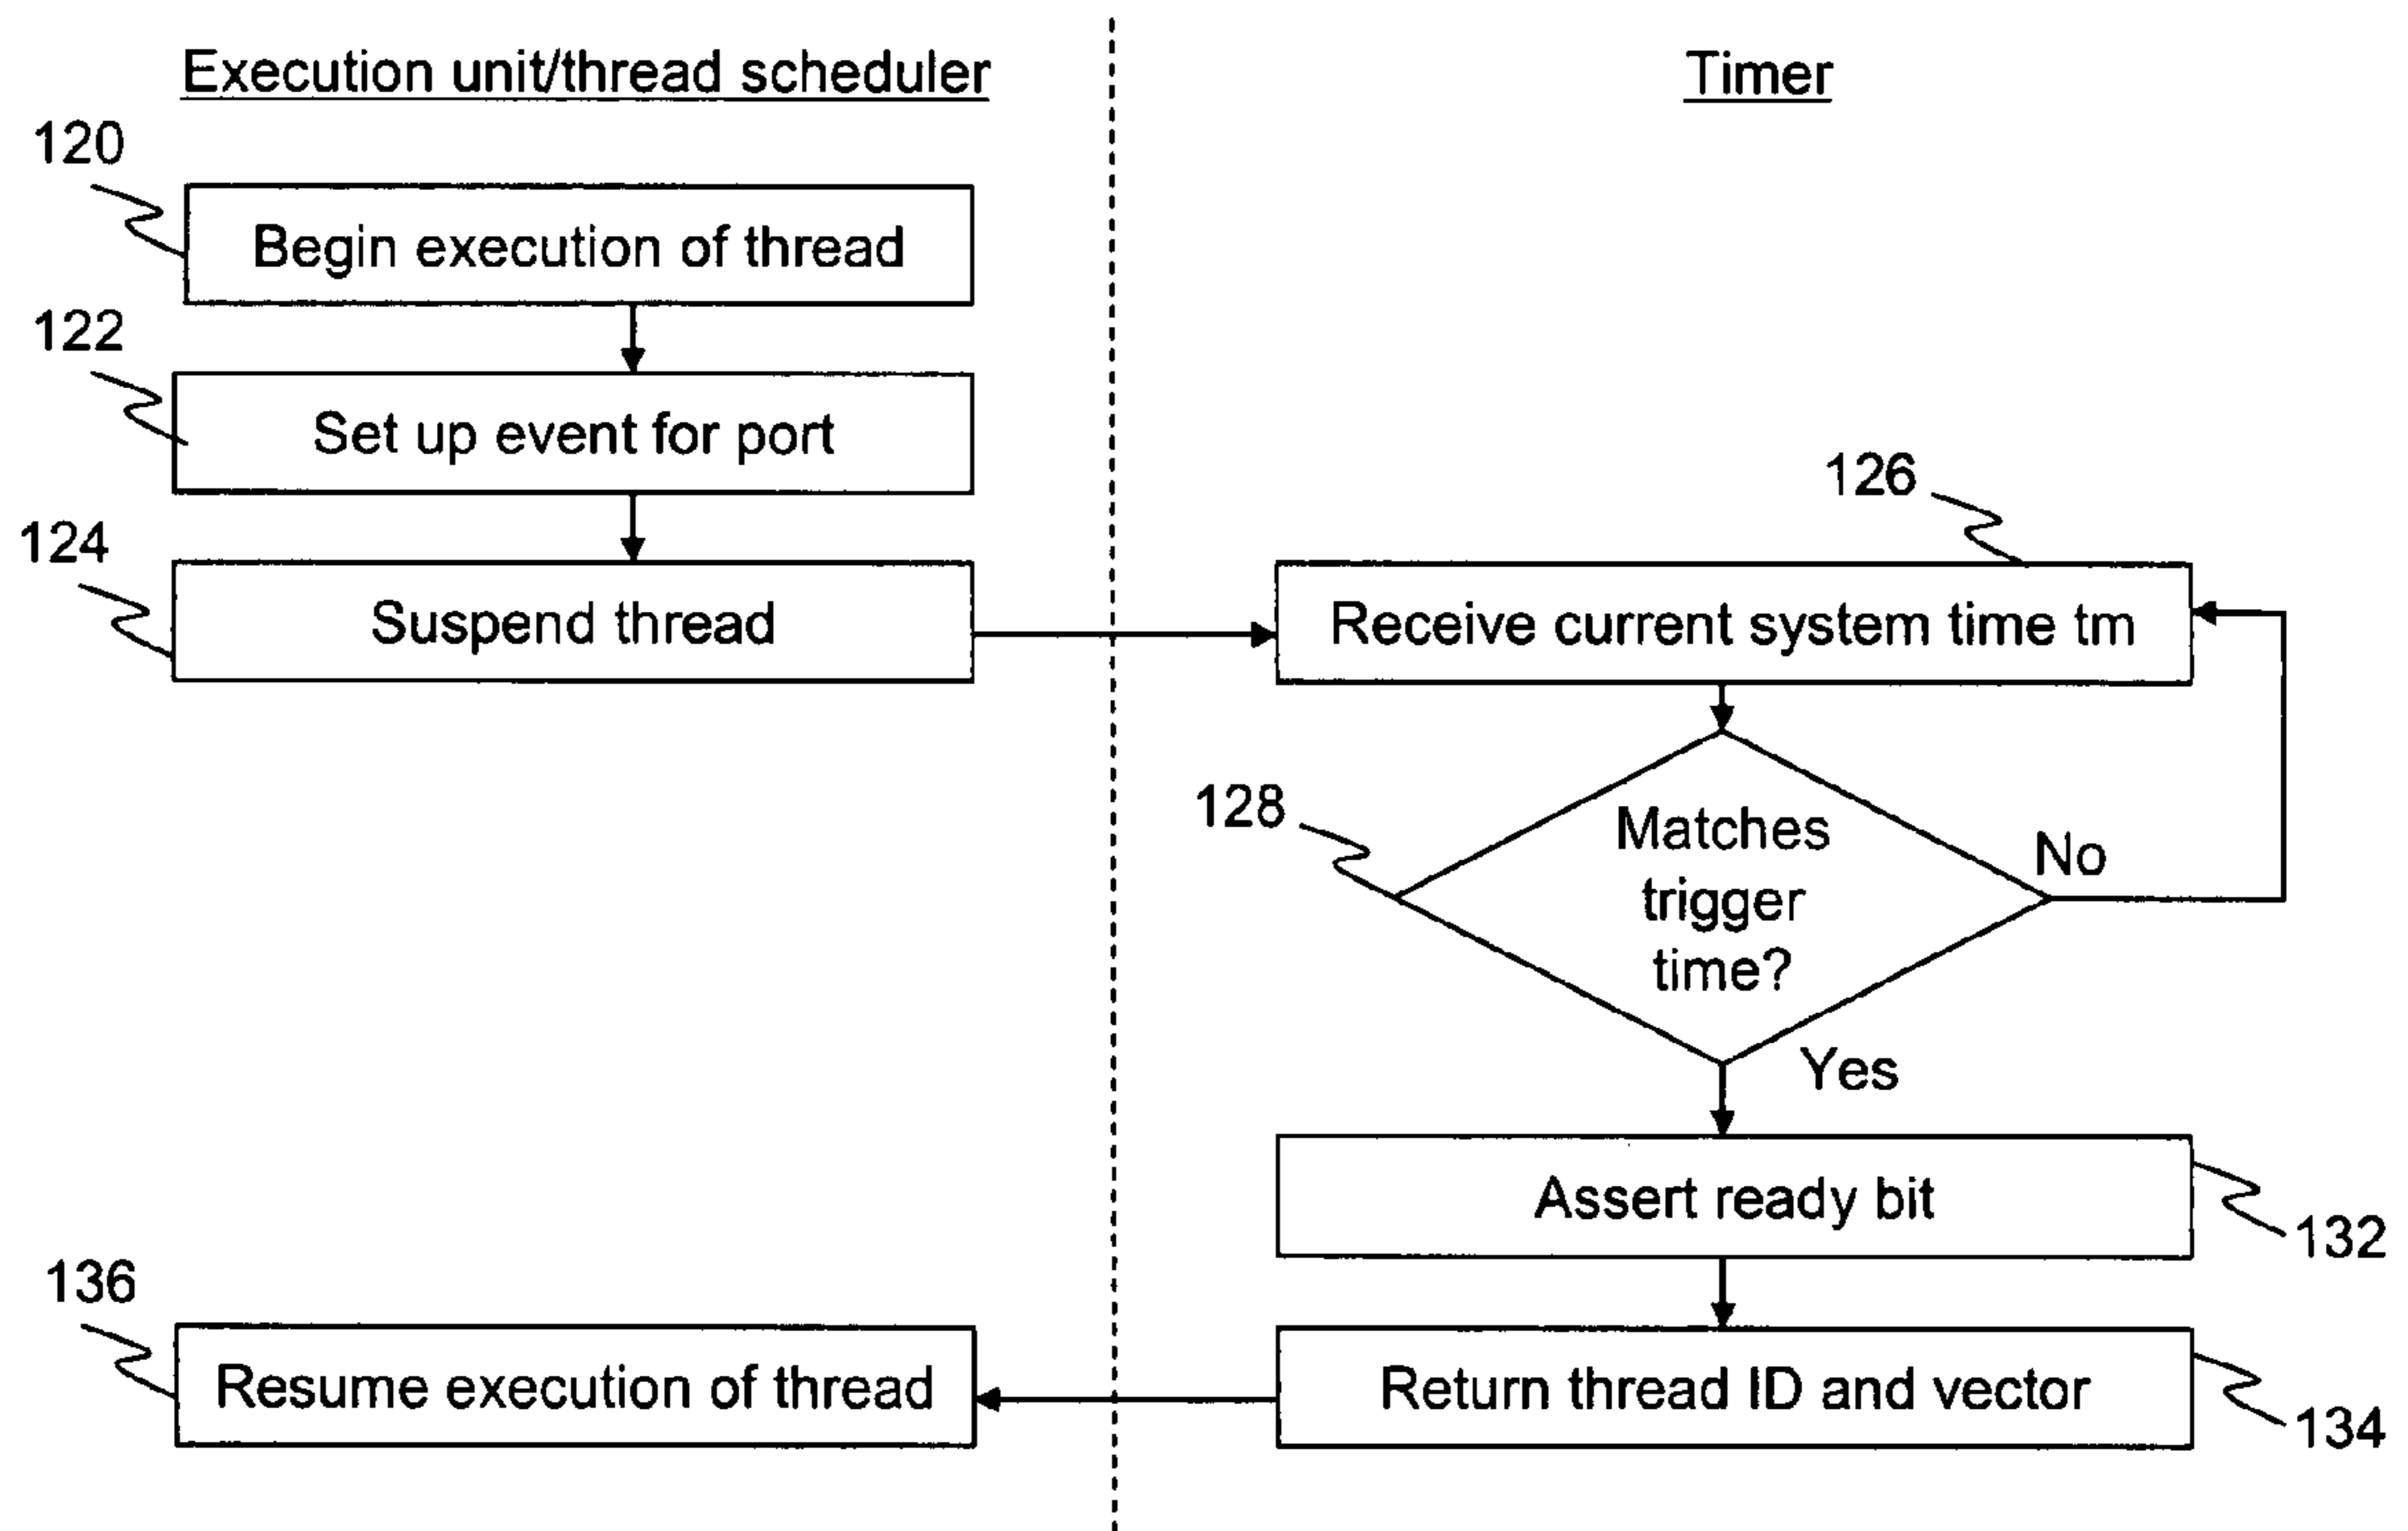 Execution unit/thread scheduler
Timer
120
Begin execution of thread
122
Set up event for port
124
Suspend thread
126
Receive current system time tm
128
Matches
trigger
time?
No
Yes
Assert ready bit
132
136
Resume execution of thread
Return thread ID and vector
134